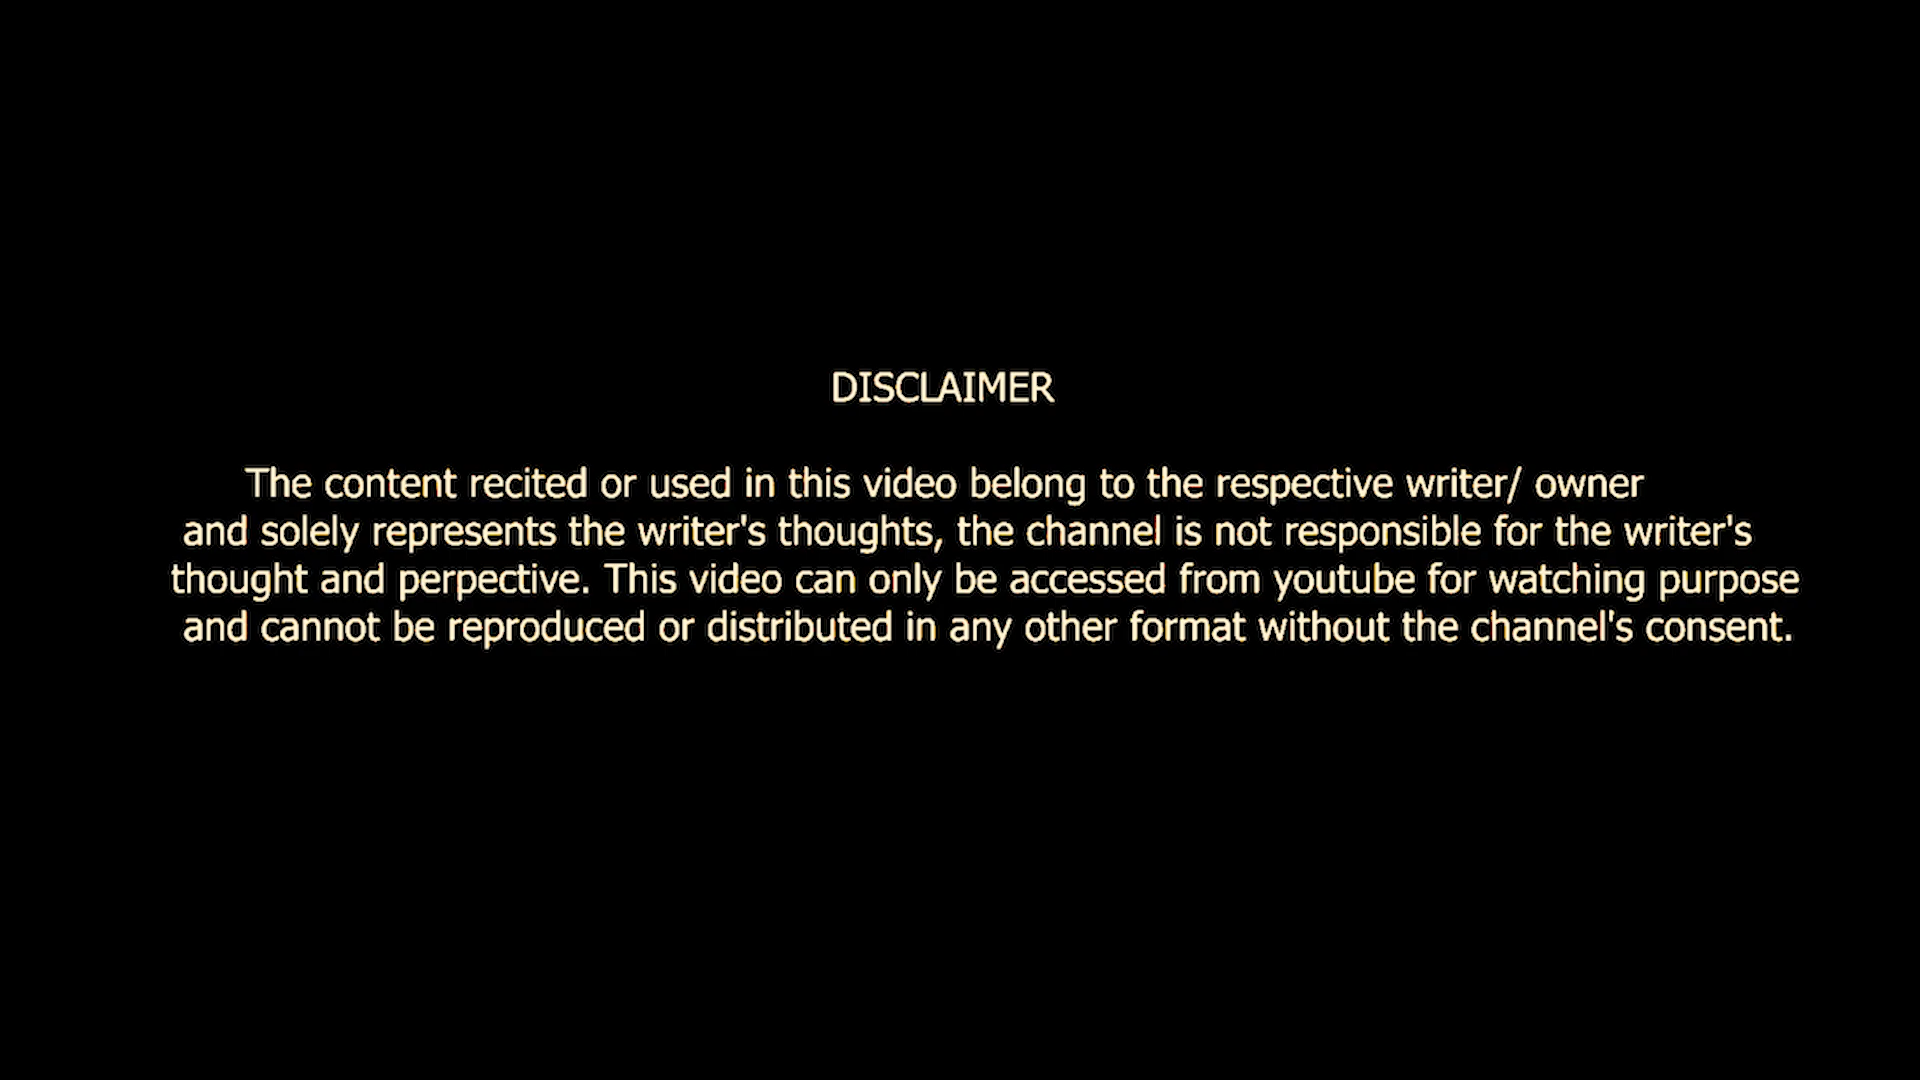 DISCLAIMER
The content recited or used in this video belong to the respective writer/ owner
and solely represents the writer's thoughts, the channel is not responsible for the writer's
thought and perpective. This video can only be accessed from youtube for watching purpose
and cannot be reproduced or distributed in any other format without the channel's consent.